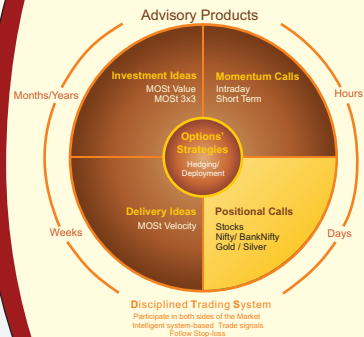 Advisory Products
Investment Ideas
MOSt Value
MOSt 3x3
Momentum Calls
Intraday
Short Term
Months/Years
Hours
Options'
Strategies
Hedging/
Deployment
Delivery Ideas
MOSt Velocity
Positional Calls
Stocks
Nifty/ BankNifty
Gold / Silver
Weeks
Days
Disciplined Trading System
Participate in both sides of the Market
Intelligent system-based Trade signals
Follow Stop-loss